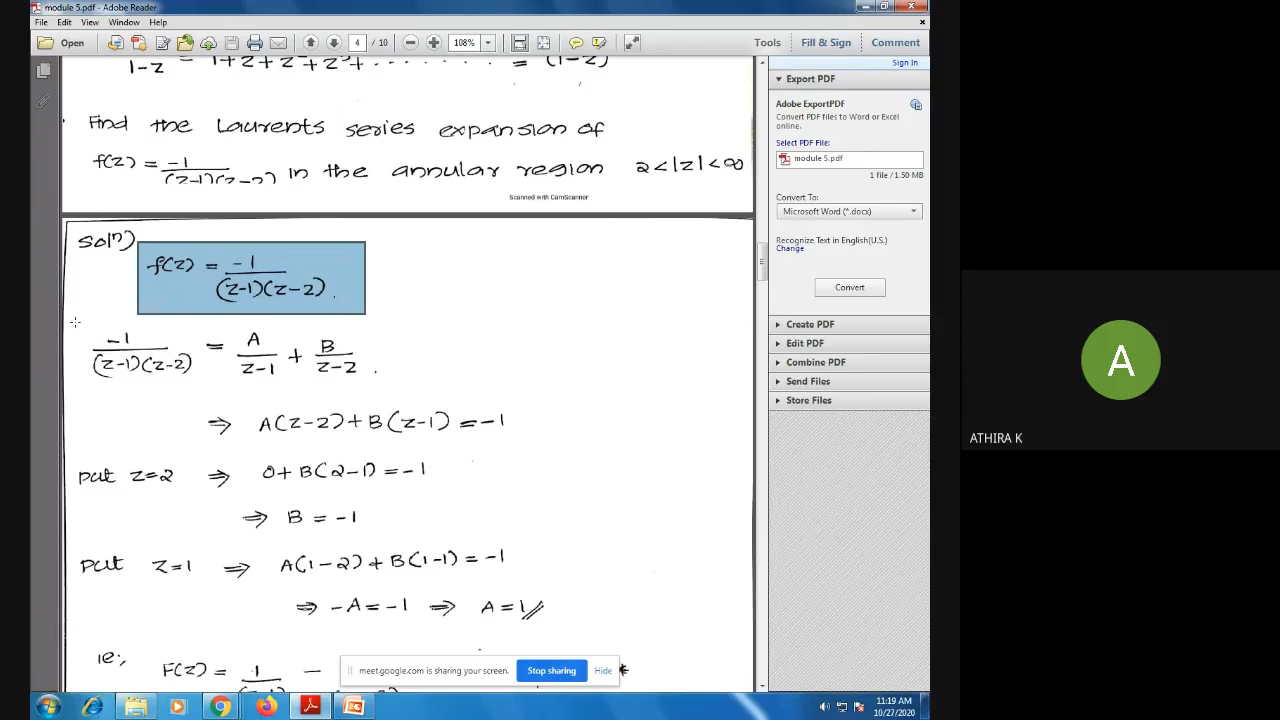 module 5.pdf - Adobe Reader
File Edit View Window Help
Open 4 / 10 108% Tools Fill & Sign Comment
Sign In
Export PDF
Adobe ExportPDF
Convert PDF files to Word or Excel online.
Select PDF File:
module 5.pdf
1 file / 1.50 MB
Convert To:
Microsoft Word (*.docx)
Recognize Text in English(U.S.)
Change
Convert
Create PDF
Edit PDF
Combine PDF
Send Files
Store Files
Find the Laurents series expansion of
f(z) = -1/(z-1)(z-2) in the annular region 2<|z|<∞
Scanned with CamScanner
Soln)
f(z) = -1/(z-1)(z-2).
-1/(z-1)(z-2) = A/z-1 + B/z-2.
⇒ A(z-2)+B(z-1) = -1
put z=2 ⇒ 0+B(2-1) = -1
⇒ B = -1
put z=1 ⇒ A(1-2)+B(1-1) = -1
⇒ -A = -1 ⇒ A = 1//
ie; F(z) = 1/(z-1) -
meet.google.com is sharing your screen. Stop sharing Hide
A
ATHIRA K
11:19 AM
10/27/2020